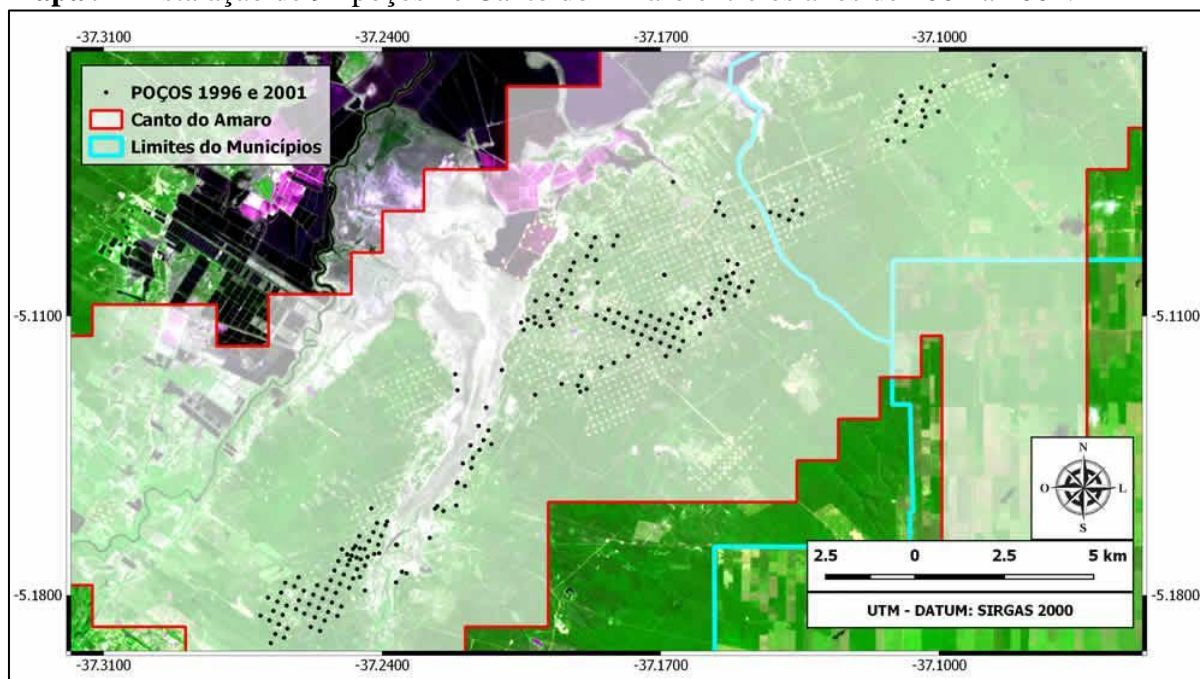 -37.3100 -37.2400 -37.1700 -37.1000
POÇOS 1996 e 2001
Canto do Amaro
Limites do Municípios
-5.1100 -5.1100
N
O L
S
2.5 0 2.5 5 km
-5.1800 -5.1800
UTM - DATUM: SIRGAS 2000
-37.3100 -37.2400 -37.1700 -37.1000